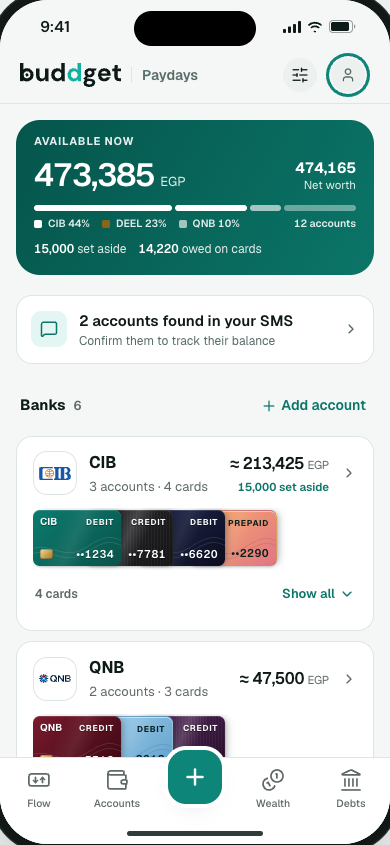 9:41
buddget Paydays
AVAILABLE NOW
473,385 EGP
474,165
Net worth
CIB 44% DEEL 23% QNB 10% 12 accounts
15,000 set aside 14,220 owed on cards
2 accounts found in your SMS
Confirm them to track their balance
Banks 6 + Add account
CIB
CIB ≈ 213,425 EGP
3 accounts · 4 cards 15,000 set aside
CIB DEBIT CREDIT DEBIT PREPAID
••1234 ••7781 ••6620 ••2290
4 cards Show all
QNB
QNB ≈ 47,500 EGP
2 accounts · 3 cards
QNB CREDIT DEBIT CREDIT
Flow Accounts + Wealth Debts